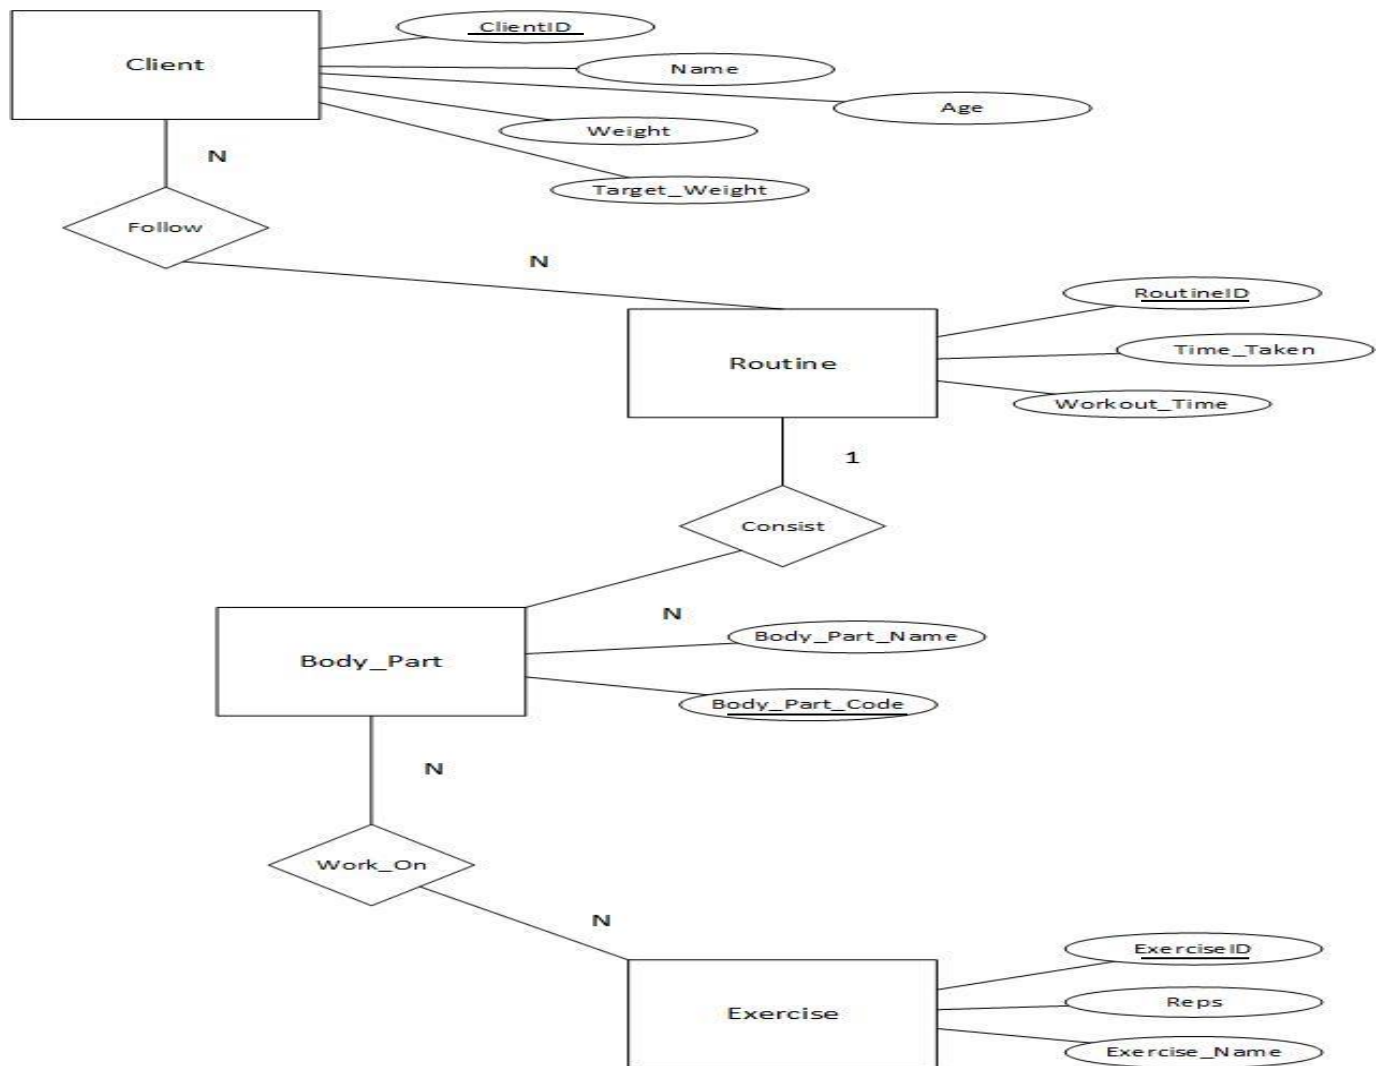 ClientID
Client
Name
Age
Weight
N
Target_Weight
Follow
N
RoutineID
Time_Taken
Routine
Workout_Time
1
Consist
N
Body_Part_Name
Body_Part
Body_Part_Code
N
Work_On
N
ExerciseID
Reps
Exercise
Exercise_Name